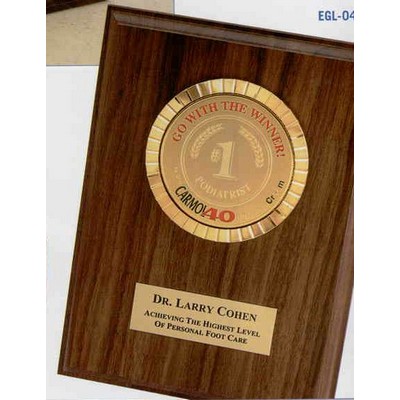 EGL-04
GO WITH THE WINNER!
#1
PODIATRIST
CARMOL 40
Cream
DR. LARRY COHEN
ACHIEVING THE HIGHEST LEVEL
OF PERSONAL FOOT CARE